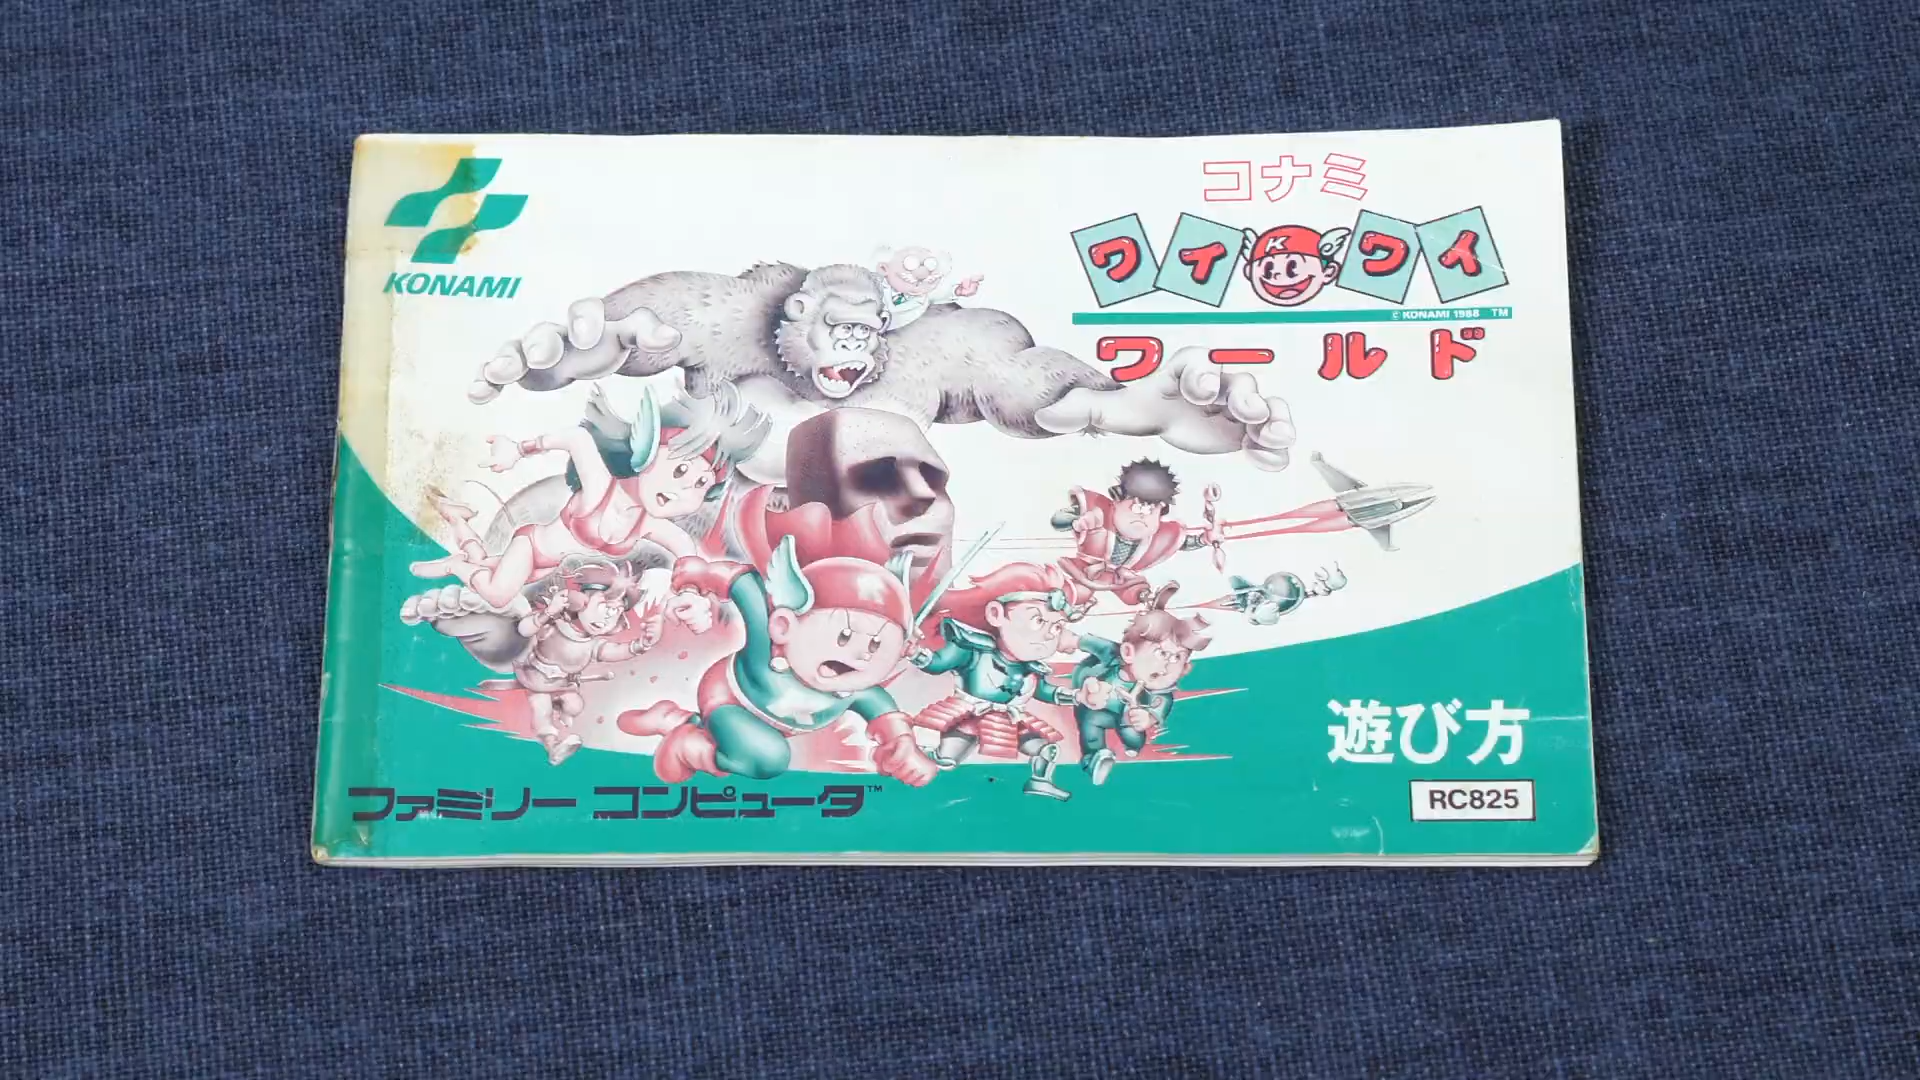 KONAMI
コナミ
ワイワイ
K
© KONAMI 1988 TM
ワールド
遊び方
ファミリーコンピュータ™
RC825